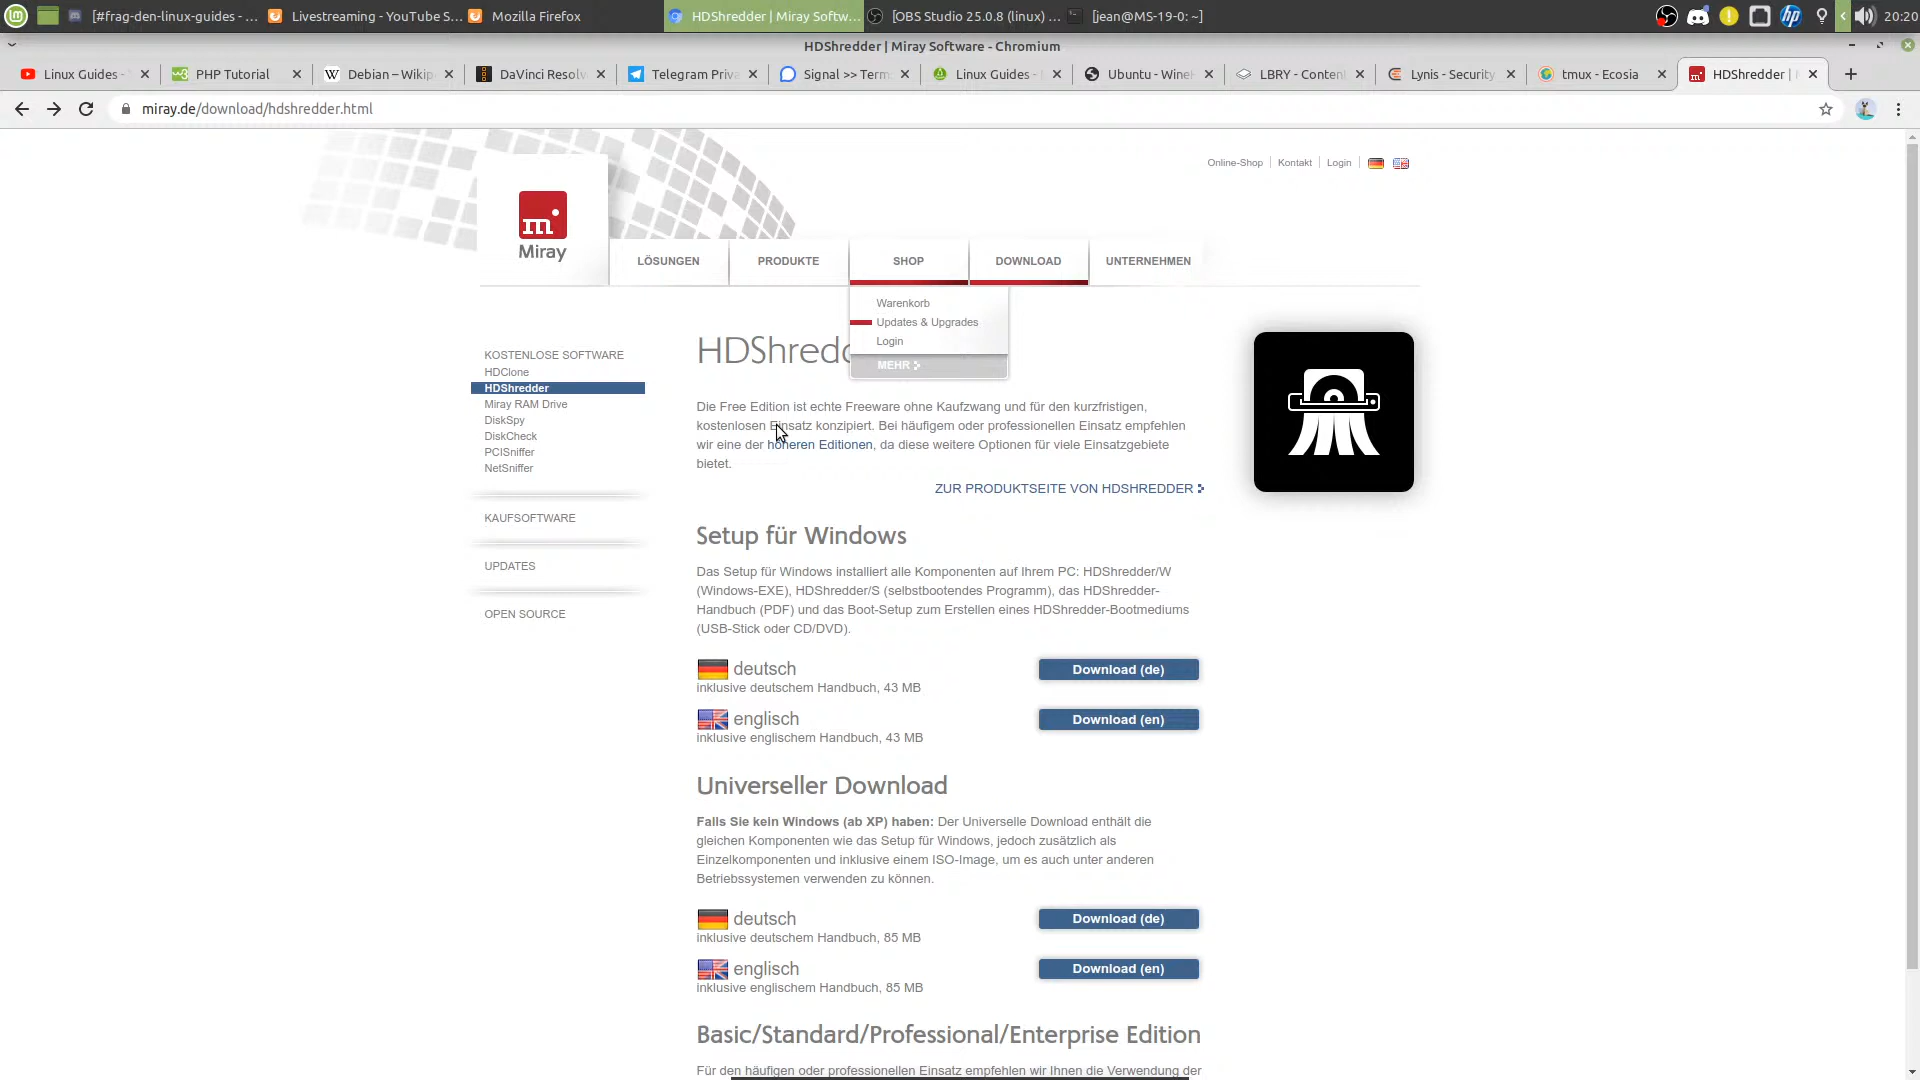 [#frag-den-linux-guides - ...
Livestreaming - YouTube S...
Mozilla Firefox
HDShredder | Miray Softw...
[OBS Studio 25.0.8 (linux) ...
[jean@MS-19-0: ~]
20:20
HDShredder | Miray Software - Chromium
Linux Guides -
PHP Tutorial
Debian – Wikip
DaVinci Resolv
Telegram Priva
Signal >> Term
Linux Guides -
Ubuntu - Wine
LBRY - Conten
Lynis - Security
tmux - Ecosia
HDShredder |
miray.de/download/hdshredder.html
Online-Shop
Kontakt
Login
m
Miray
LÖSUNGEN
PRODUKTE
SHOP
DOWNLOAD
UNTERNEHMEN
Warenkorb
Updates & Upgrades
Login
MEHR
KOSTENLOSE SOFTWARE
HDClone
HDShredder
Miray RAM Drive
DiskSpy
DiskCheck
PCISniffer
NetSniffer
KAUFSOFTWARE
UPDATES
OPEN SOURCE
HDShredd
Die Free Edition ist echte Freeware ohne Kaufzwang und für den kurzfristigen,
kostenlosen Einsatz konzipiert. Bei häufigem oder professionellen Einsatz empfehlen
wir eine der höheren Editionen, da diese weitere Optionen für viele Einsatzgebiete
bietet.
ZUR PRODUKTSEITE VON HDSHREDDER
Setup für Windows
Das Setup für Windows installiert alle Komponenten auf Ihrem PC: HDShredder/W
(Windows-EXE), HDShredder/S (selbstbootendes Programm), das HDShredder-
Handbuch (PDF) und das Boot-Setup zum Erstellen eines HDShredder-Bootmediums
(USB-Stick oder CD/DVD).
deutsch
Download (de)
inklusive deutschem Handbuch, 43 MB
englisch
Download (en)
inklusive englischem Handbuch, 43 MB
Universeller Download
Falls Sie kein Windows (ab XP) haben: Der Universelle Download enthält die
gleichen Komponenten wie das Setup für Windows, jedoch zusätzlich als
Einzelkomponenten und inklusive einem ISO-Image, um es auch unter anderen
Betriebssystemen verwenden zu können.
deutsch
Download (de)
inklusive deutschem Handbuch, 85 MB
englisch
Download (en)
inklusive englischem Handbuch, 85 MB
Basic/Standard/Professional/Enterprise Edition
Für den häufigen oder professionellen Einsatz empfehlen wir Ihnen die Verwendung der